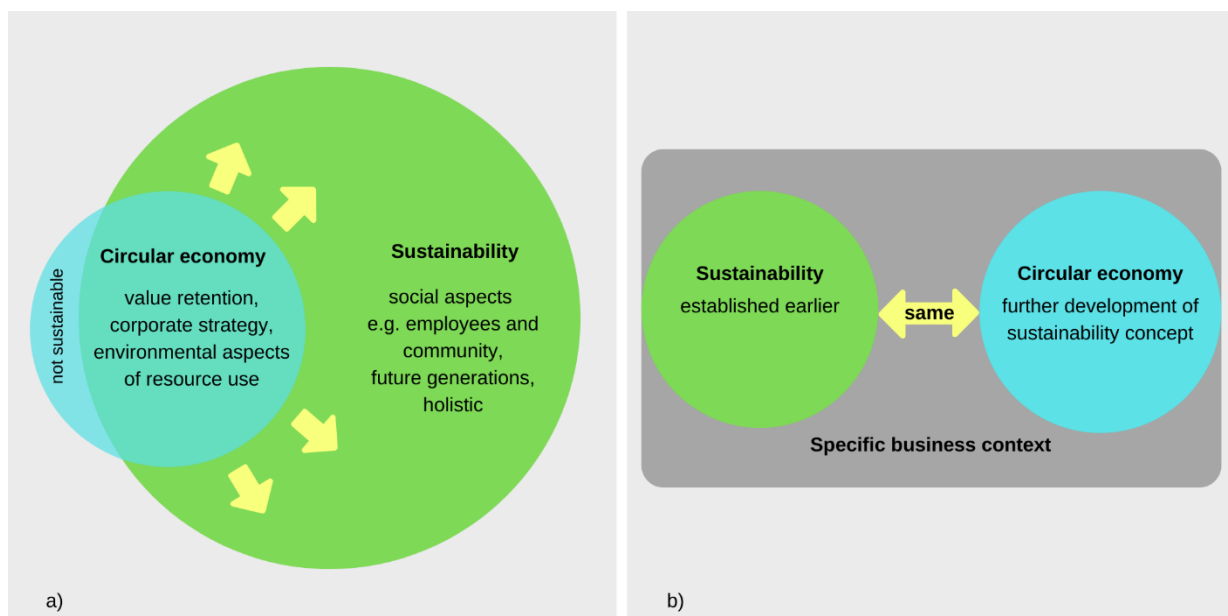 not sustainable
Circular economy
value retention,
corporate strategy,
environmental aspects
of resource use
Sustainability
social aspects
e.g. employees and
community,
future generations,
holistic
a)
Sustainability
established earlier
same
Circular economy
further development of
sustainability concept
Specific business context
b)